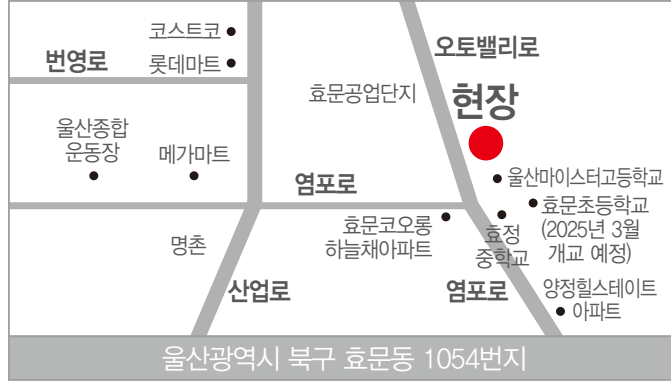 코스트코
롯데마트
번영로
오토밸리로
효문공업단지
현장
울산종합
운동장
메가마트
염포로
울산마이스터고등학교
효문초등학교
(2025년 3월
개교 예정)
효정
중학교
효문코오롱
하늘채아파트
명촌
산업로
염포로
양정힐스테이트
아파트
울산광역시 북구 효문동 1054번지